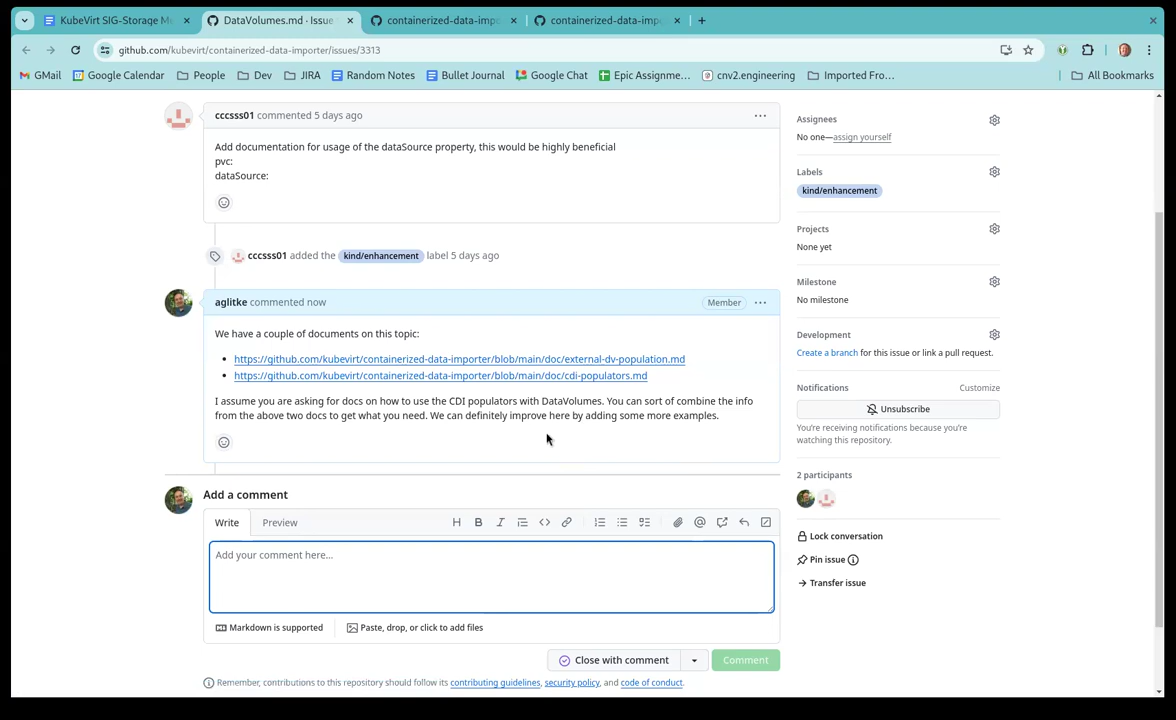 KubeVirt SIG-Storage M
DataVolumes.md · Issue
containerized-data-impo
containerized-data-impo
github.com/kubevirt/containerized-data-importer/issues/3313
GMail
Google Calendar
People
Dev
JIRA
Random Notes
Bullet Journal
Google Chat
Epic Assignme...
cnv2.engineering
Imported Fro...
All Bookmarks
cccsss01 commented 5 days ago
Add documentation for usage of the dataSource property, this would be highly beneficial
pvc:
dataSource:
cccsss01 added the kind/enhancement label 5 days ago
aglitke commented now
Member
We have a couple of documents on this topic:
https://github.com/kubevirt/containerized-data-importer/blob/main/doc/external-dv-population.md
https://github.com/kubevirt/containerized-data-importer/blob/main/doc/cdi-populators.md
I assume you are asking for docs on how to use the CDI populators with DataVolumes. You can sort of combine the info
from the above two docs to get what you need. We can definitely improve here by adding some more examples.
Add a comment
Write
Preview
Add your comment here...
Markdown is supported
Paste, drop, or click to add files
Close with comment
Comment
Remember, contributions to this repository should follow its contributing guidelines, security policy, and code of conduct.
Assignees
No one—assign yourself
Labels
kind/enhancement
Projects
None yet
Milestone
No milestone
Development
Create a branch for this issue or link a pull request.
Notifications
Customize
Unsubscribe
You're receiving notifications because you're
watching this repository.
2 participants
Lock conversation
Pin issue
Transfer issue